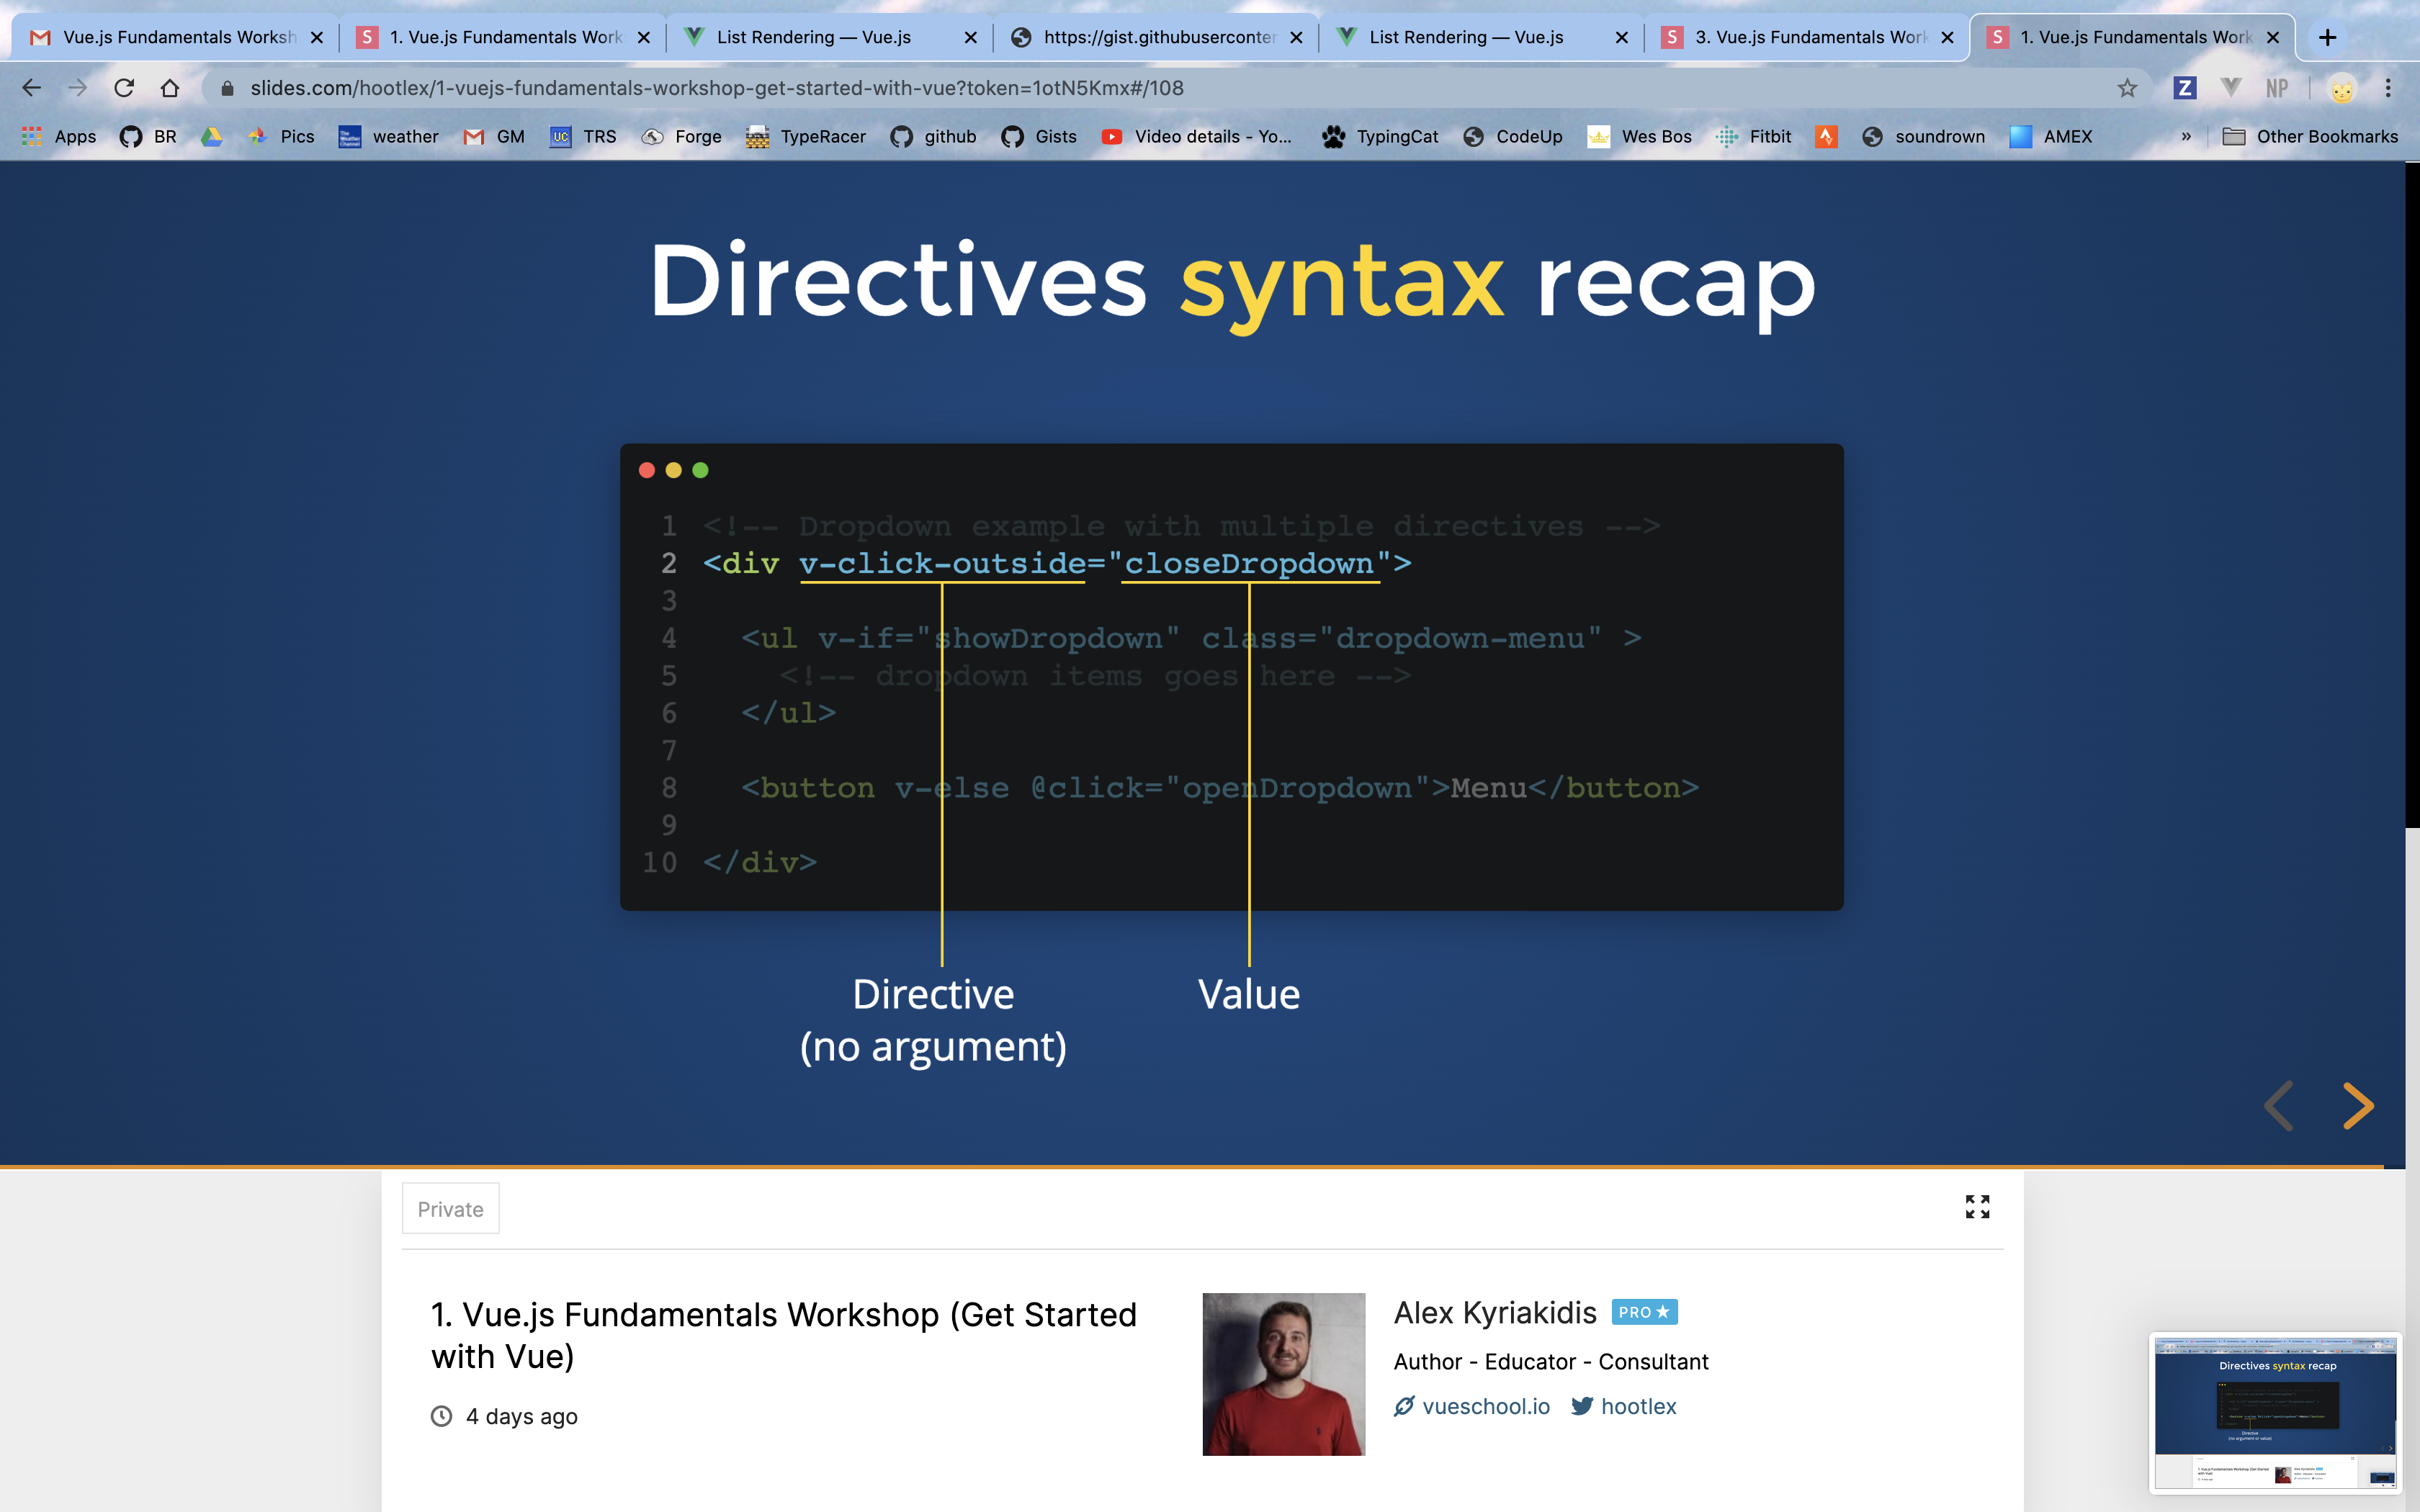 Vue.js Fundamentals Worksh
1. Vue.js Fundamentals Work
List Rendering — Vue.js
https://gist.githubuserconter
List Rendering — Vue.js
3. Vue.js Fundamentals Work
1. Vue.js Fundamentals Work
slides.com/hootlex/1-vuejs-fundamentals-workshop-get-started-with-vue?token=1otN5Kmx#/108
Z
NP
Apps
BR
Pics
weather
GM
UC
TRS
Forge
TypeRacer
github
Gists
Video details - Yo...
TypingCat
CodeUp
Wes Bos
Fitbit
soundrown
AMEX
»
Other Bookmarks
Directives syntax recap
1 <!-- Dropdown example with multiple directives -->
2 <div v-click-outside="closeDropdown">
3
4 <ul v-if="showDropdown" class="dropdown-menu" >
5 <!-- dropdown items goes here -->
6 </ul>
7
8 <button v-else @click="openDropdown">Menu</button>
9
10 </div>
Directive
(no argument)
Value
Private
1. Vue.js Fundamentals Workshop (Get Started
with Vue)
4 days ago
Alex Kyriakidis PRO
Author - Educator - Consultant
vueschool.io hootlex
Directives syntax recap
Directive
(no argument or value)